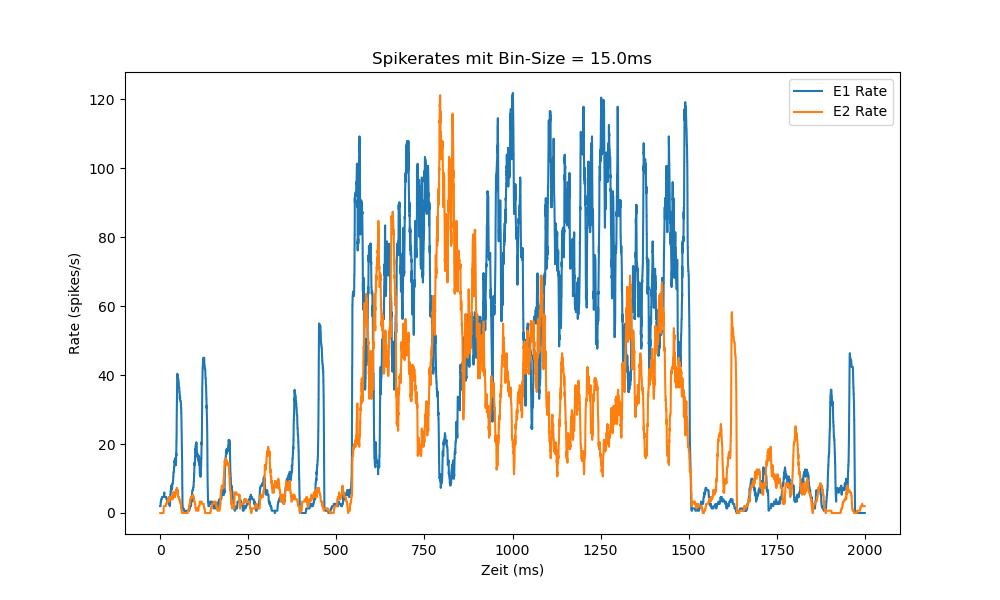 Spikerates mit Bin-Size = 15.0ms
E1 Rate
E2 Rate
120
100
80
60
40
20
0
Rate (spikes/s)
0 250 500 750 1000 1250 1500 1750 2000
Zeit (ms)